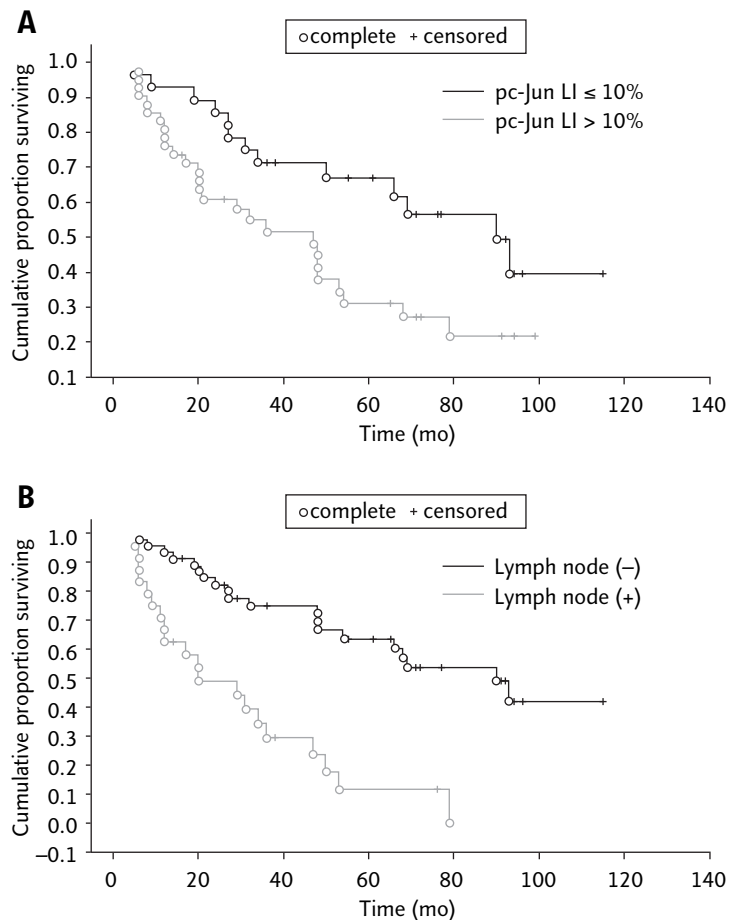 A
complete + censored
pc-Jun LI ≤ 10%
pc-Jun LI > 10%
Cumulative proportion surviving
1.0
0.9
0.8
0.7
0.6
0.5
0.4
0.3
0.2
0.1
0 20 40 60 80 100 120 140
Time (mo)
B
complete + censored
Lymph node (–)
Lymph node (+)
Cumulative proportion surviving
1.0
0.9
0.8
0.7
0.6
0.5
0.4
0.3
0.2
0.1
0.0
–0.1
0 20 40 60 80 100 120 140
Time (mo)